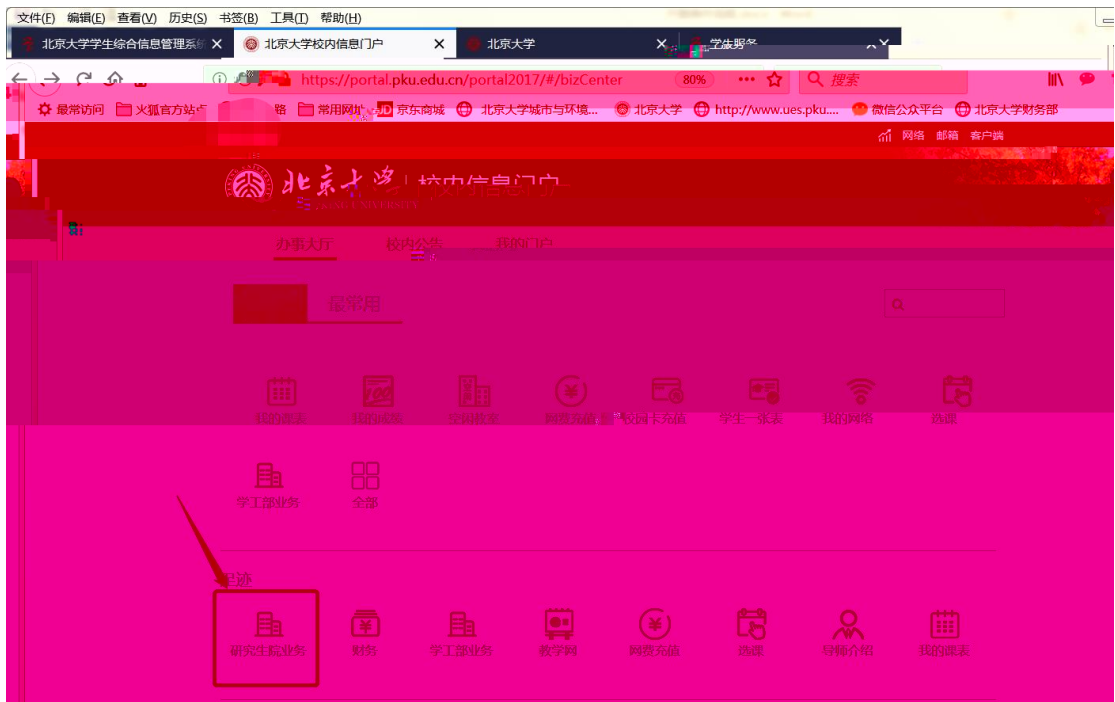 文件(F) 编辑(E) 查看(V) 历史(S) 书签(B) 工具(T) 帮助(H)
北京大学学生综合信息管理系统 北京大学校内信息门户 北京大学 学生服务
https://portal.pku.edu.cn/portal2017/#/bizCenter 80% 搜索
最常访问 火狐官方站点 路 常用网址 JD 京东商城 北京大学城市与环境... 北京大学 http://www.ues.pku.... 微信公众平台 北京大学财务部
网络 邮箱 客户端
北京大学 校内信息门户
办事大厅 校内公告 我的门户
最常用
我的课表 我的成绩 空闲教室 网费充值 校园卡充值 学生一张表 我的网络 选课
学工部业务 全部
足迹
研究生院业务 财务 学工部业务 教学网 网费充值 选课 导师介绍 我的课表